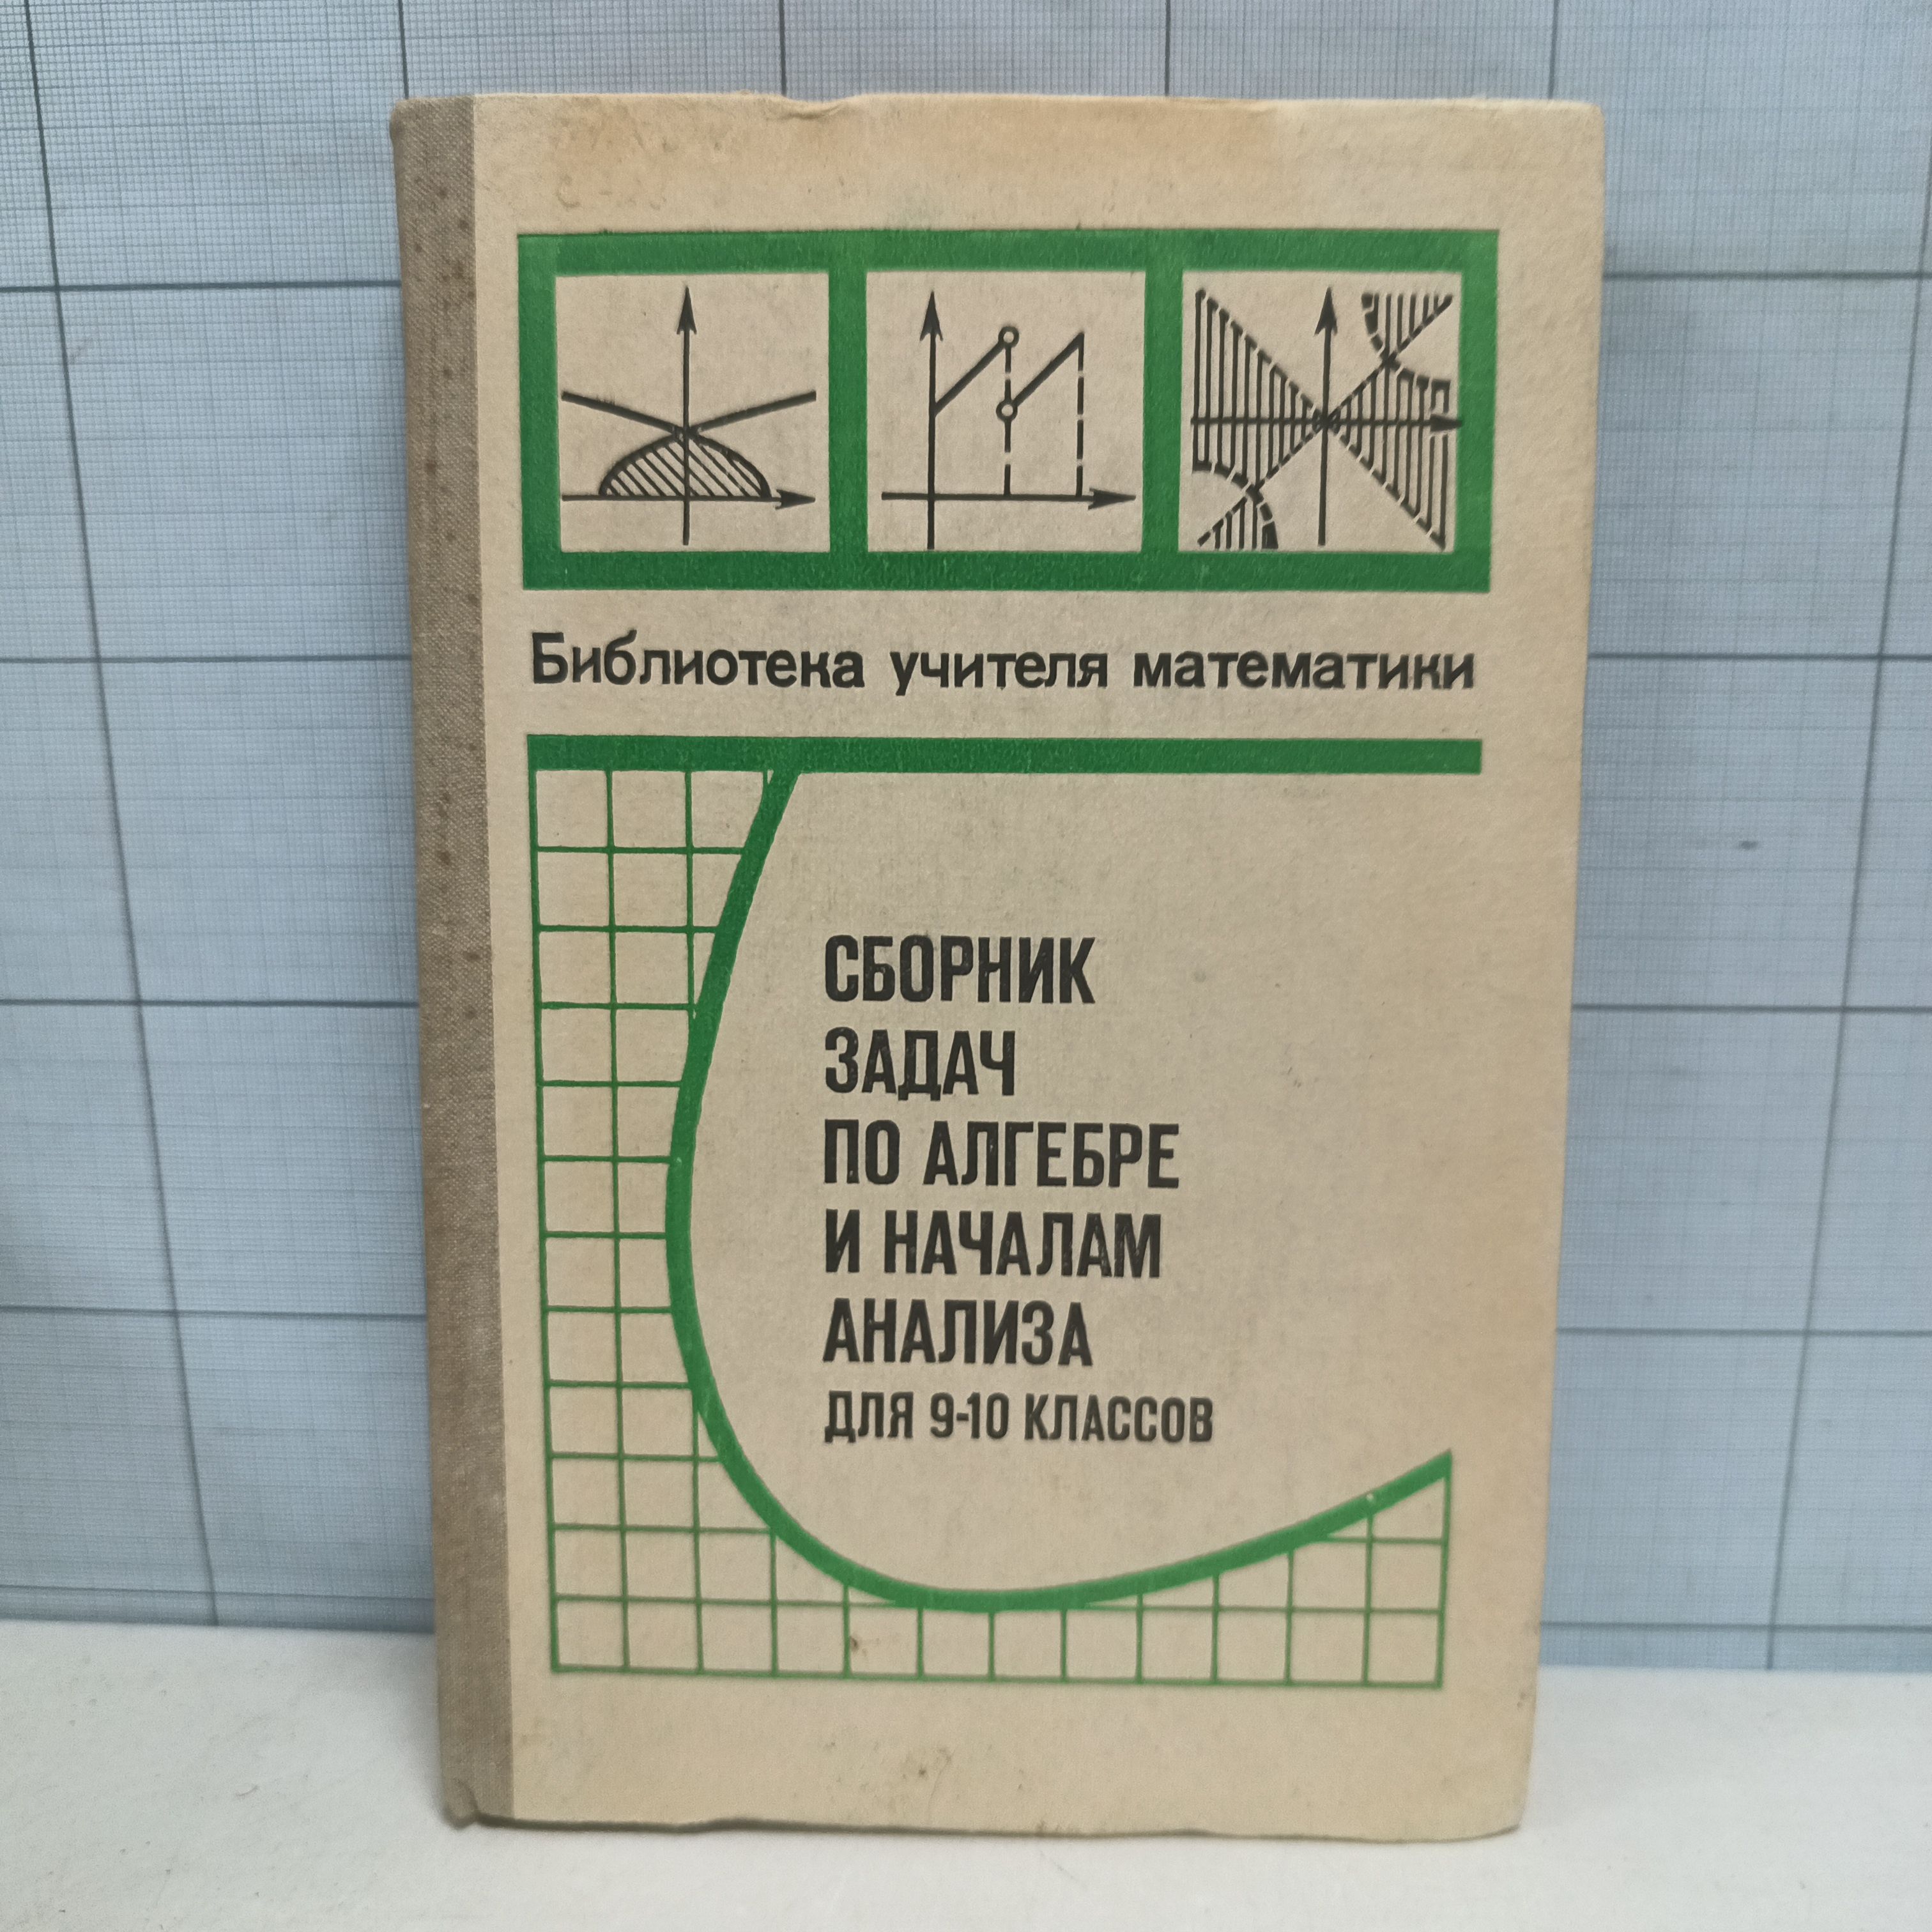 Библиотека учителя математики
СБОРНИК
ЗАДАЧ
ПО АЛГЕБРЕ
И НАЧАЛАМ
АНАЛИЗА
ДЛЯ 9-10 КЛАССОВ